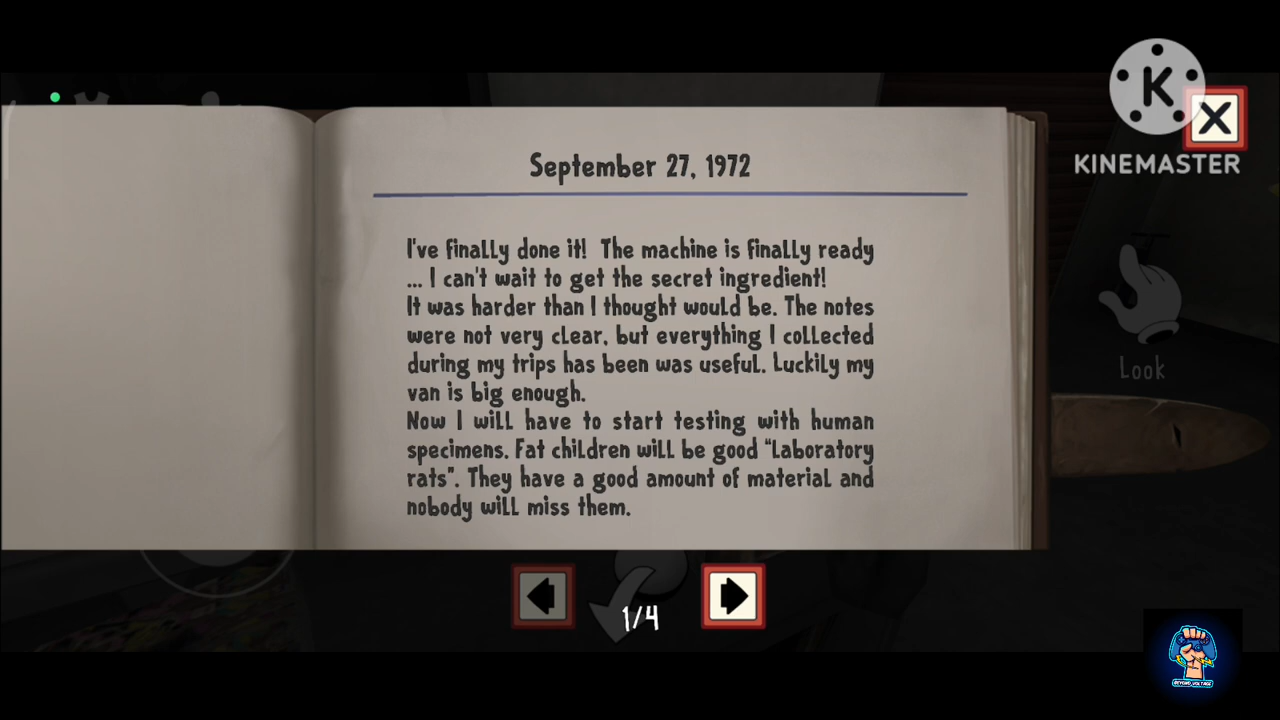 KINEMASTER
September 27, 1972
I've finally done it! The machine is finally ready
... I can't wait to get the secret ingredient!
It was harder than I thought would be. The notes
were not very clear, but everything I collected
during my trips has been was useful. Luckily my
van is big enough.
Now I will have to start testing with human
specimens. Fat children will be good "Laboratory
rats". They have a good amount of material and
nobody will miss them.
Look
1/4
BEYOND_VOLTAGE